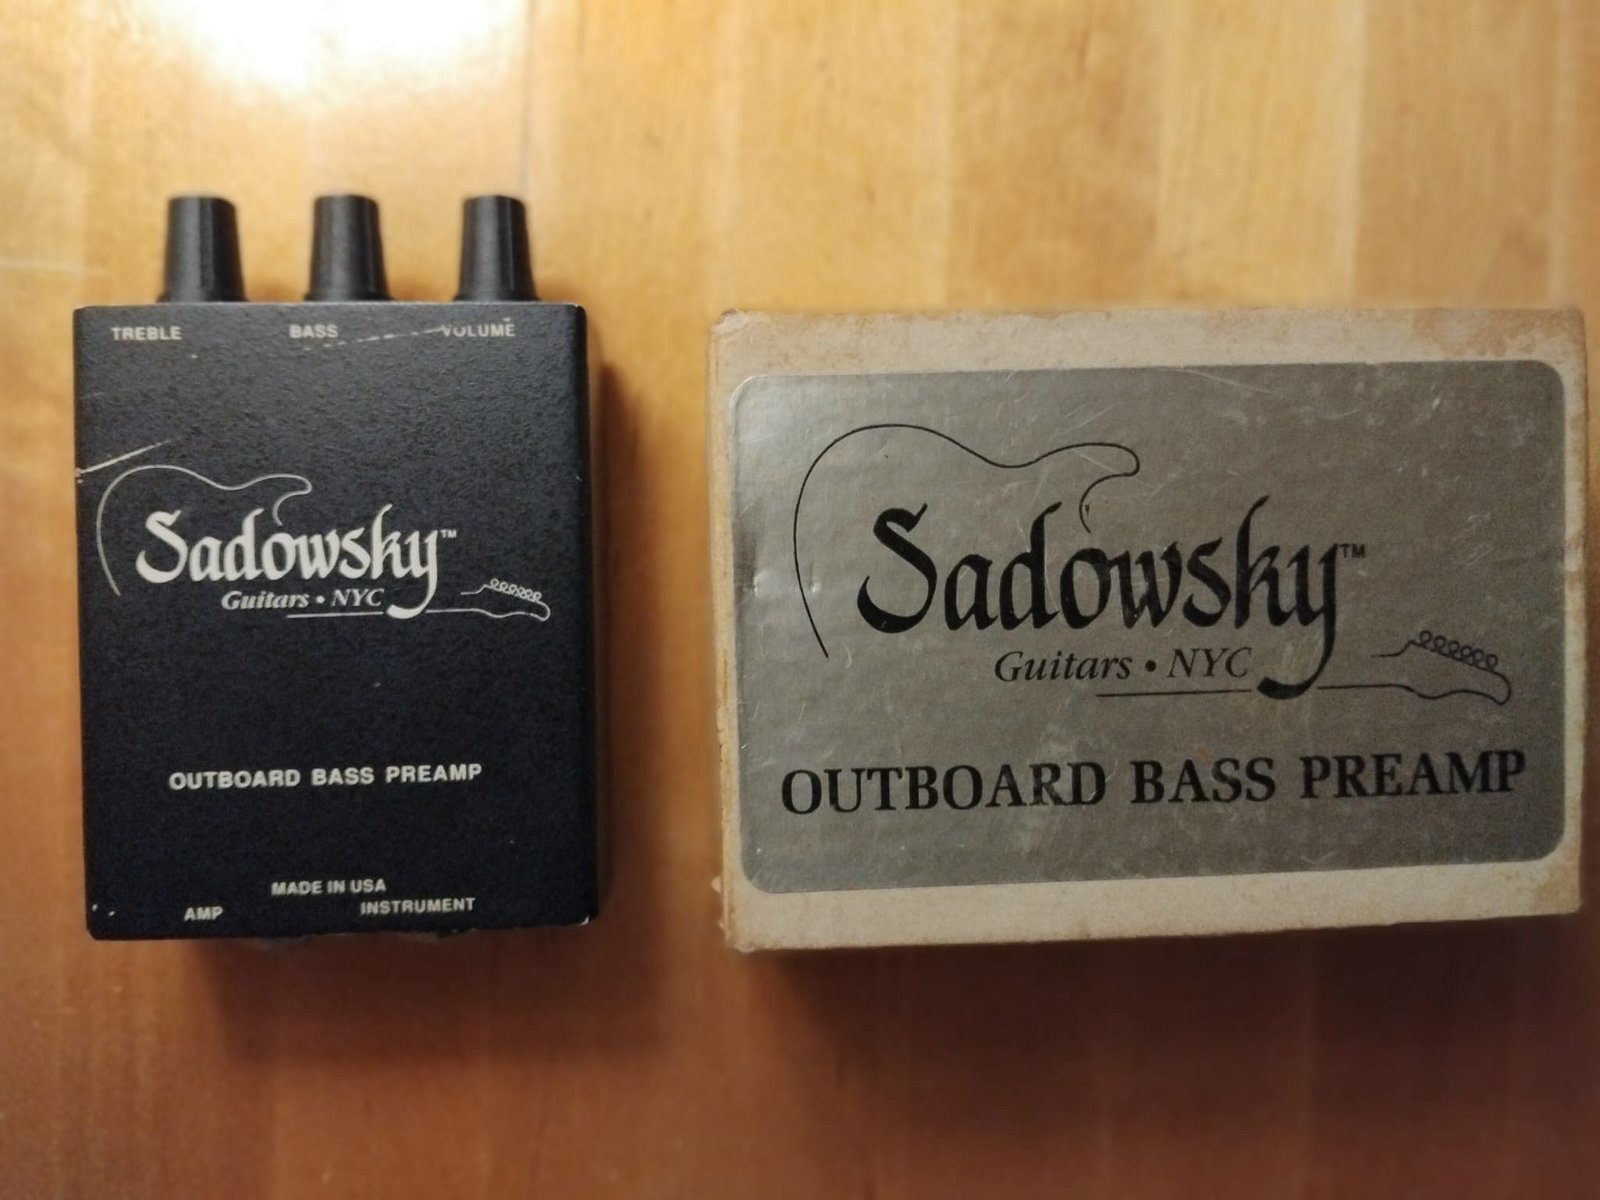 TREBLE BASS VOLUME
Sadowsky™
Guitars • NYC
OUTBOARD BASS PREAMP
MADE IN USA
AMP INSTRUMENT
Sadowsky™
Guitars • NYC
OUTBOARD BASS PREAMP